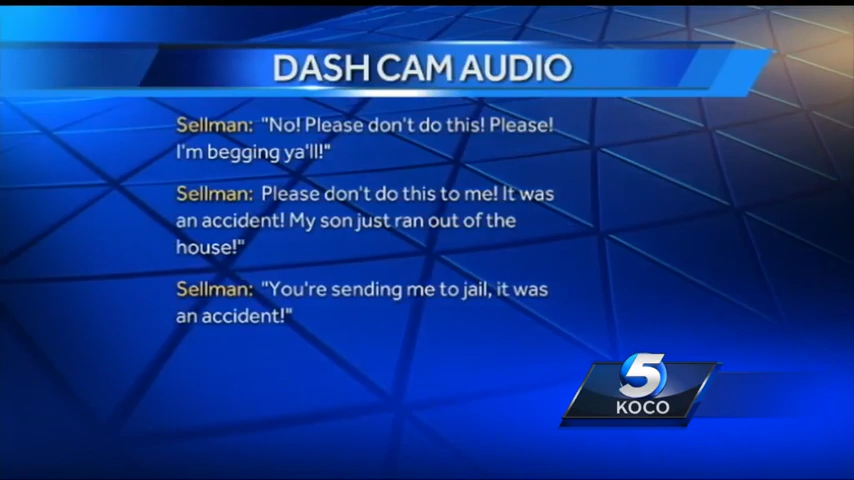 DASH CAM AUDIO
Sellman: "No! Please don't do this! Please!
I'm begging ya'll!"
Sellman: Please don't do this to me! It was
an accident! My son just ran out of the
house!"
Sellman: "You're sending me to jail, it was
an accident!"
5
KOCO